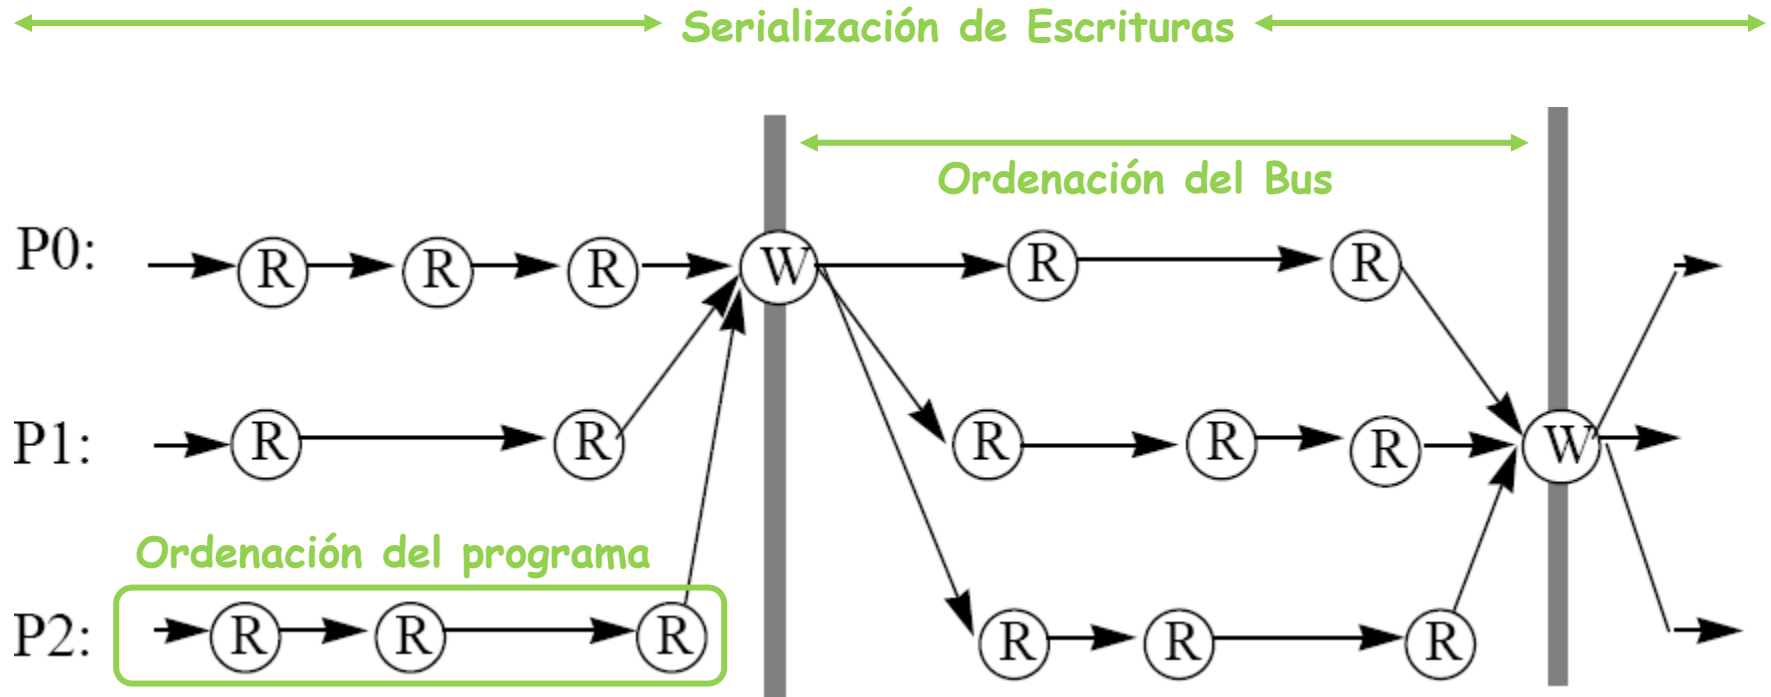 Serialización de Escrituras
Ordenación del Bus
P0: R R R W R R
P1: R R R R R W
Ordenación del programa
P2: R R R R R R